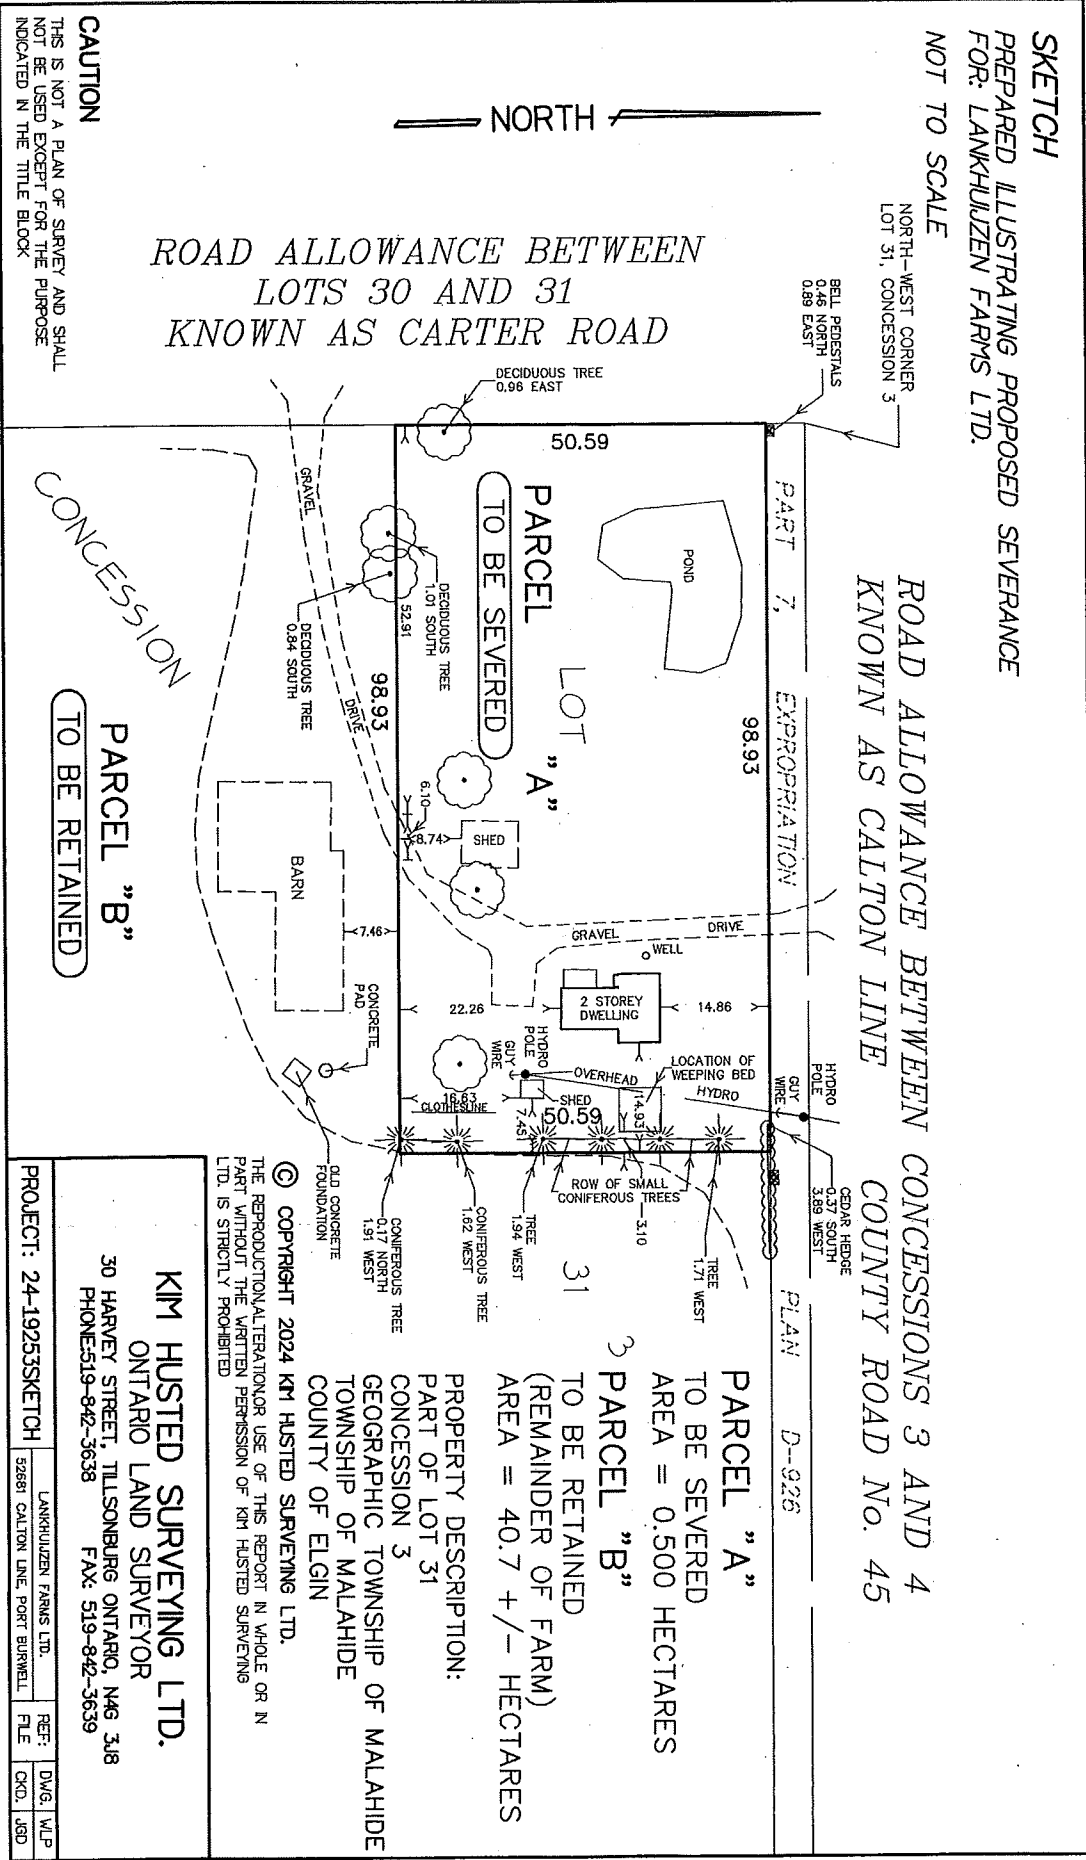 SKETCH
PREPARED ILLUSTRATING PROPOSED SEVERANCE
FOR: LANKHUIJZEN FARMS LTD.
NOT TO SCALE
NORTH-WEST CORNER
LOT 31, CONCESSION 3
BELL PEDESTALS
0.46 NORTH
0.89 EAST
ROAD ALLOWANCE BETWEEN CONCESSIONS 3 AND 4
KNOWN AS CALTON LINE COUNTY ROAD No. 45
PART 7, EXPROPRIATION PLAN D-926
NORTH
ROAD ALLOWANCE BETWEEN
LOTS 30 AND 31
KNOWN AS CARTER ROAD
DECIDUOUS TREE
0.96 EAST
50.59
98.93
POND
PARCEL "A"
TO BE SEVERED
LOT
DECIDUOUS TREE
1.01 SOUTH
52.91
DECIDUOUS TREE
0.84 SOUTH
98.93
GRAVEL
DRIVE
6.10
8.74
SHED
GRAVEL DRIVE
WELL
2 STOREY
DWELLING
14.86
22.26
HYDRO
POLE
GUY
WIRE
OVERHEAD
HYDRO
LOCATION OF
WEEPING BED
HYDRO
POLE
GUY
WIRE
SHED
14.93
7.45
16.63
CLOTHESLINE
50.59
CEDAR HEDGE
0.37 SOUTH
3.89 WEST
ROW OF SMALL
CONIFEROUS TREES
3.10
TREE
1.71 WEST
TREE
1.94 WEST
CONIFEROUS TREE
1.62 WEST
CONIFEROUS TREE
0.17 NORTH
1.91 WEST
31
BARN
7.46
CONCRETE
PAD
OLD CONCRETE
FOUNDATION
CONCESSION
3
PARCEL "B"
TO BE RETAINED
PARCEL "A"
TO BE SEVERED
AREA = 0.500 HECTARES
PARCEL "B"
TO BE RETAINED
(REMAINDER OF FARM)
AREA = 40.7 +/- HECTARES
PROPERTY DESCRIPTION:
PART OF LOT 31
CONCESSION 3
GEOGRAPHIC TOWNSHIP OF MALAHIDE
TOWNSHIP OF MALAHIDE
COUNTY OF ELGIN
© COPYRIGHT 2024 KIM HUSTED SURVEYING LTD.
THE REPRODUCTION,ALTERATION,OR USE OF THIS REPORT IN WHOLE OR IN
PART WITHOUT THE WRITTEN PERMISSION OF KIM HUSTED SURVEYING
LTD. IS STRICTLY PROHIBITED
CAUTION
THIS IS NOT A PLAN OF SURVEY AND SHALL
NOT BE USED EXCEPT FOR THE PURPOSE
INDICATED IN THE TITLE BLOCK
KIM HUSTED SURVEYING LTD.
ONTARIO LAND SURVEYOR
30 HARVEY STREET, TILLSONBURG ONTARIO, N4G 3J8
PHONE:519-842-3638 FAX: 519-842-3639
PROJECT: 24-19253SKETCH
LANKHUIJZEN FARMS LTD.
52681 CALTON LINE, PORT BURWELL
REF:
FILE
DWG. WLP
CKD. JGD